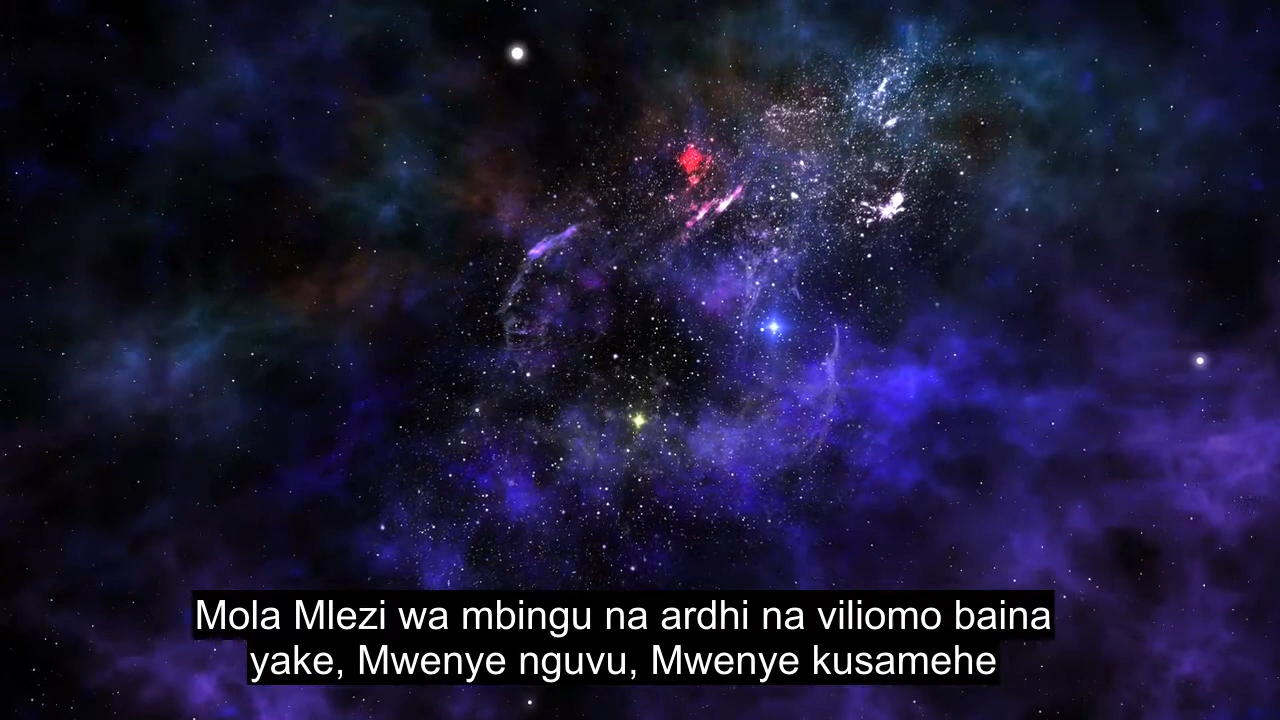 Mola Mlezi wa mbingu na ardhi na viliomo baina
yake, Mwenye nguvu, Mwenye kusamehe